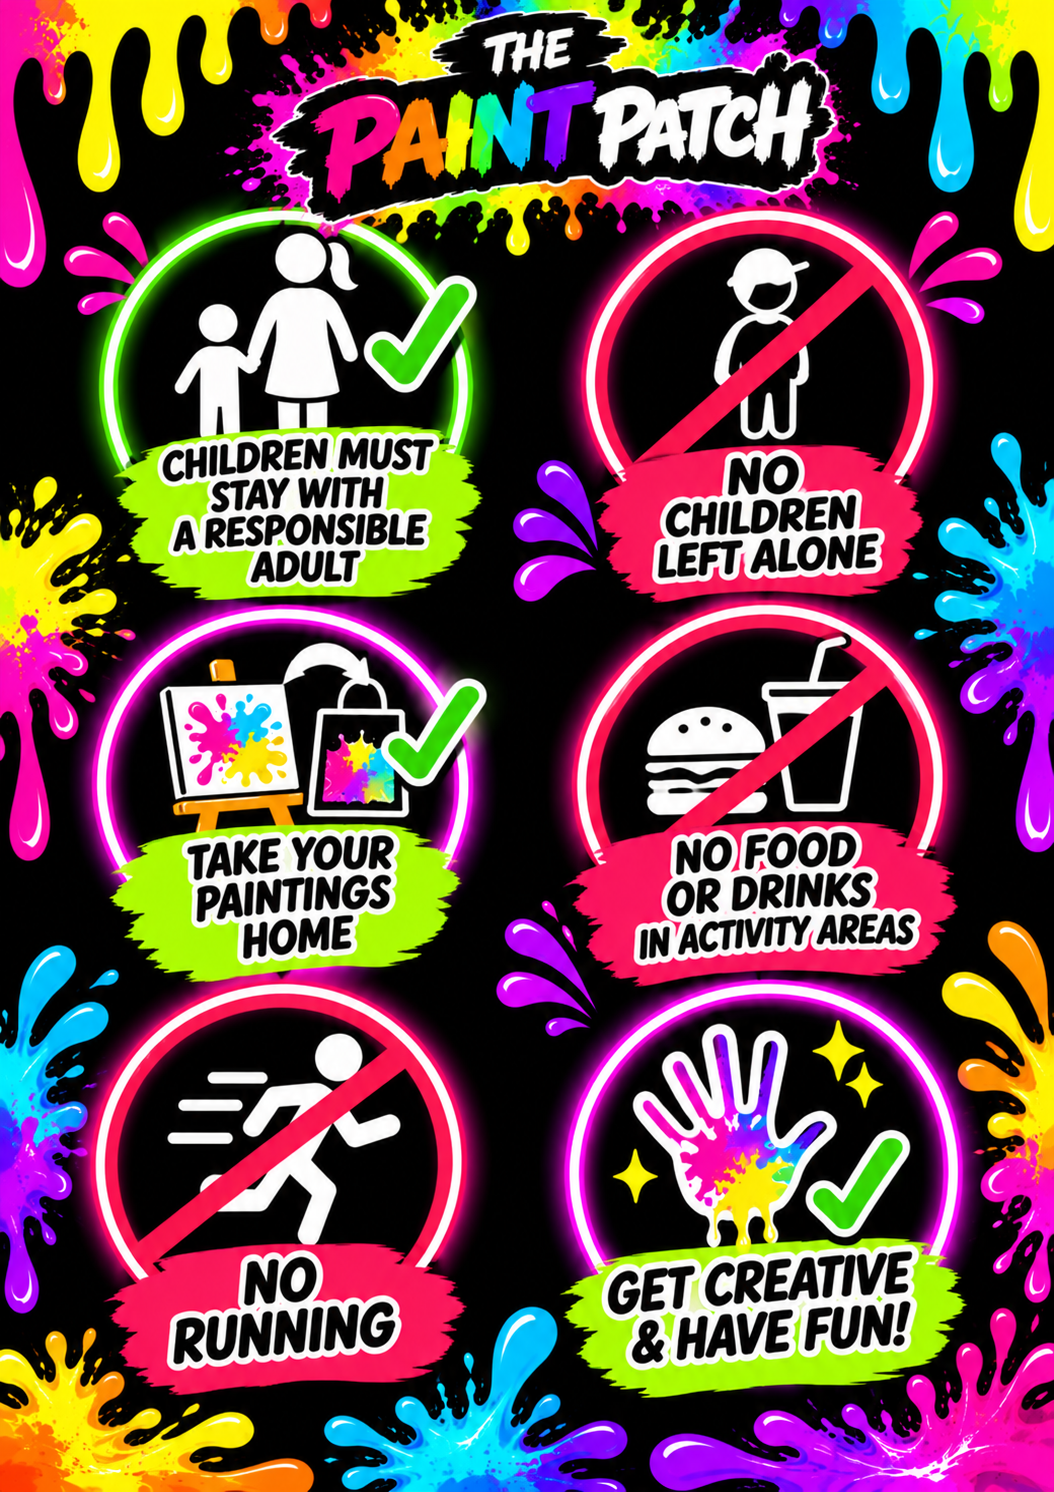 THE
PAINT PATCH
CHILDREN MUST
STAY WITH
A RESPONSIBLE
ADULT
NO
CHILDREN
LEFT ALONE
TAKE YOUR
PAINTINGS
HOME
NO FOOD
OR DRINKS
IN ACTIVITY AREAS
NO
RUNNING
GET CREATIVE
& HAVE FUN!